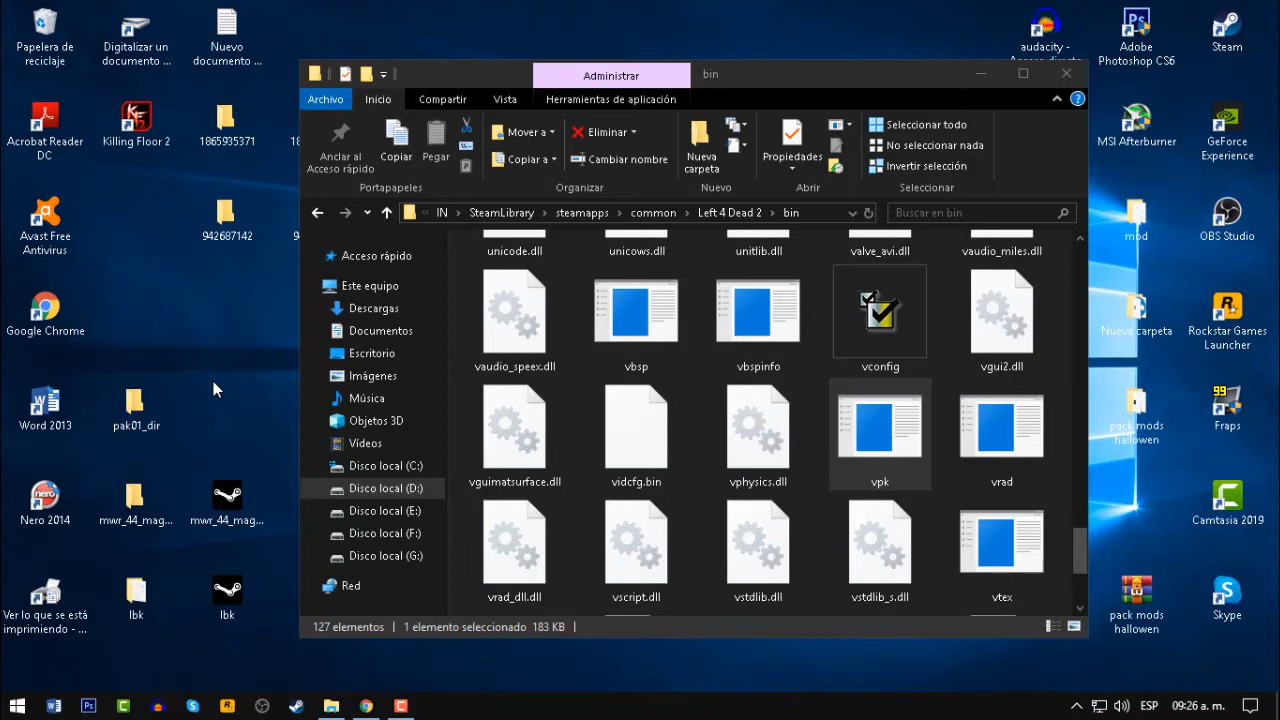 Papelera de
reciclaje
Digitalizar un
documento ...
Nuevo
documento ...
Acrobat Reader
DC
Killing Floor 2
1865935371
Avast Free
Antivirus
942687142
Google Chrome
Word 2013
pak01_dir
Nero 2014
mwr_44_mag...
mwr_44_mag...
Ver lo que se está
imprimiendo - ...
lbk
lbk
Administrar
bin
Archivo
Inicio
Compartir
Vista
Herramientas de aplicación
Anclar al
Acceso rápido
Copiar
Pegar
Portapapeles
Mover a
Copiar a
Eliminar
Cambiar nombre
Organizar
Nueva
carpeta
Nuevo
Propiedades
Abrir
Seleccionar todo
No seleccionar nada
Invertir selección
Seleccionar
« IN > SteamLibrary > steamapps > common > Left 4 Dead 2 > bin
Buscar en bin
Acceso rápido
Este equipo
Descargas
Documentos
Escritorio
Imágenes
Música
Objetos 3D
Vídeos
Disco local (C:)
Disco local (D:)
Disco local (E:)
Disco local (F:)
Disco local (G:)
Red
unicode.dll
unicows.dll
unitlib.dll
valve_avi.dll
vaudio_miles.dll
vaudio_speex.dll
vbsp
vbspinfo
vconfig
vgui2.dll
vguimatsurface.dll
vidcfg.bin
vphysics.dll
vpk
vrad
vrad_dll.dll
vscript.dll
vstdlib.dll
vstdlib_s.dll
vtex
127 elementos
1 elemento seleccionado 183 KB
audacity -
Acceso directo
Adobe
Photoshop CS6
Ps
Steam
MSI Afterburner
GeForce
Experience
mod
OBS Studio
Nueva carpeta
Rockstar Games
Launcher
pack mods
hallowen
99
Fraps
Camtasia 2019
pack mods
hallowen
Skype
ESP
09:26 a. m.